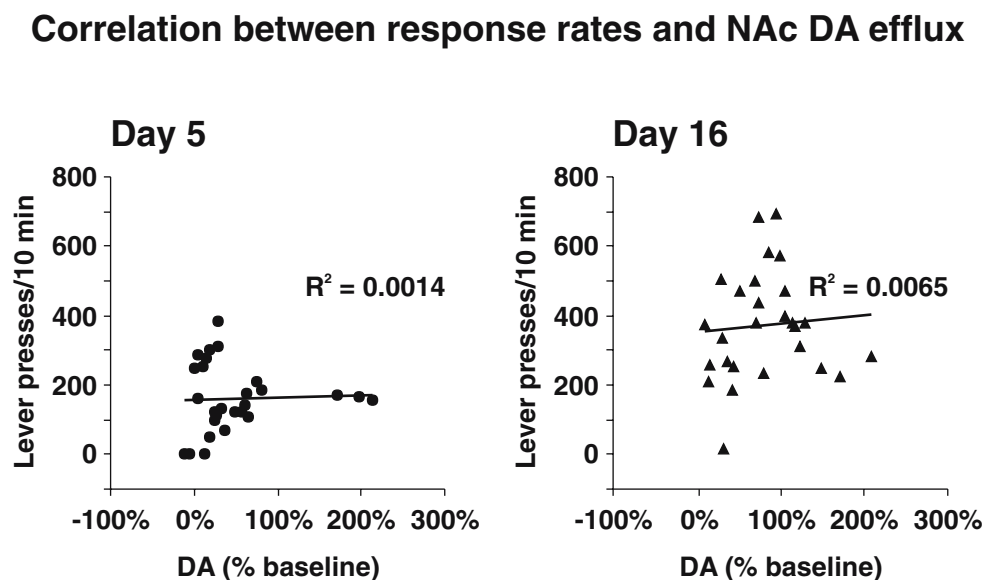 Correlation between response rates and NAc DA efflux
Day 5
Lever presses/10 min
800
600
400
200
0
R² = 0.0014
-100%
0%
100%
200%
300%
DA (% baseline)
Day 16
Lever presses/10 min
800
600
400
200
0
R² = 0.0065
-100%
0%
100%
200%
300%
DA (% baseline)